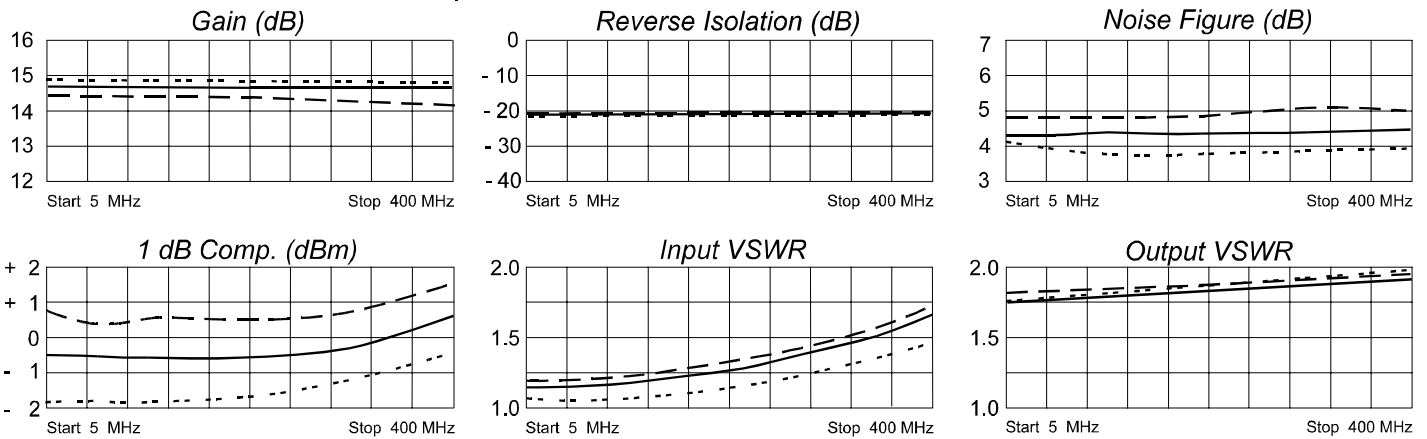 Gain (dB)
16
15
14
13
12
Start 5 MHz
Stop 400 MHz
Reverse Isolation (dB)
0
- 10
- 20
- 30
- 40
Start 5 MHz
Stop 400 MHz
Noise Figure (dB)
7
6
5
4
3
Start 5 MHz
Stop 400 MHz
1 dB Comp. (dBm)
+ 2
+ 1
0
- 1
- 2
Start 5 MHz
Stop 400 MHz
Input VSWR
2.0
1.5
1.0
Start 5 MHz
Stop 400 MHz
Output VSWR
2.0
1.5
1.0
Start 5 MHz
Stop 400 MHz